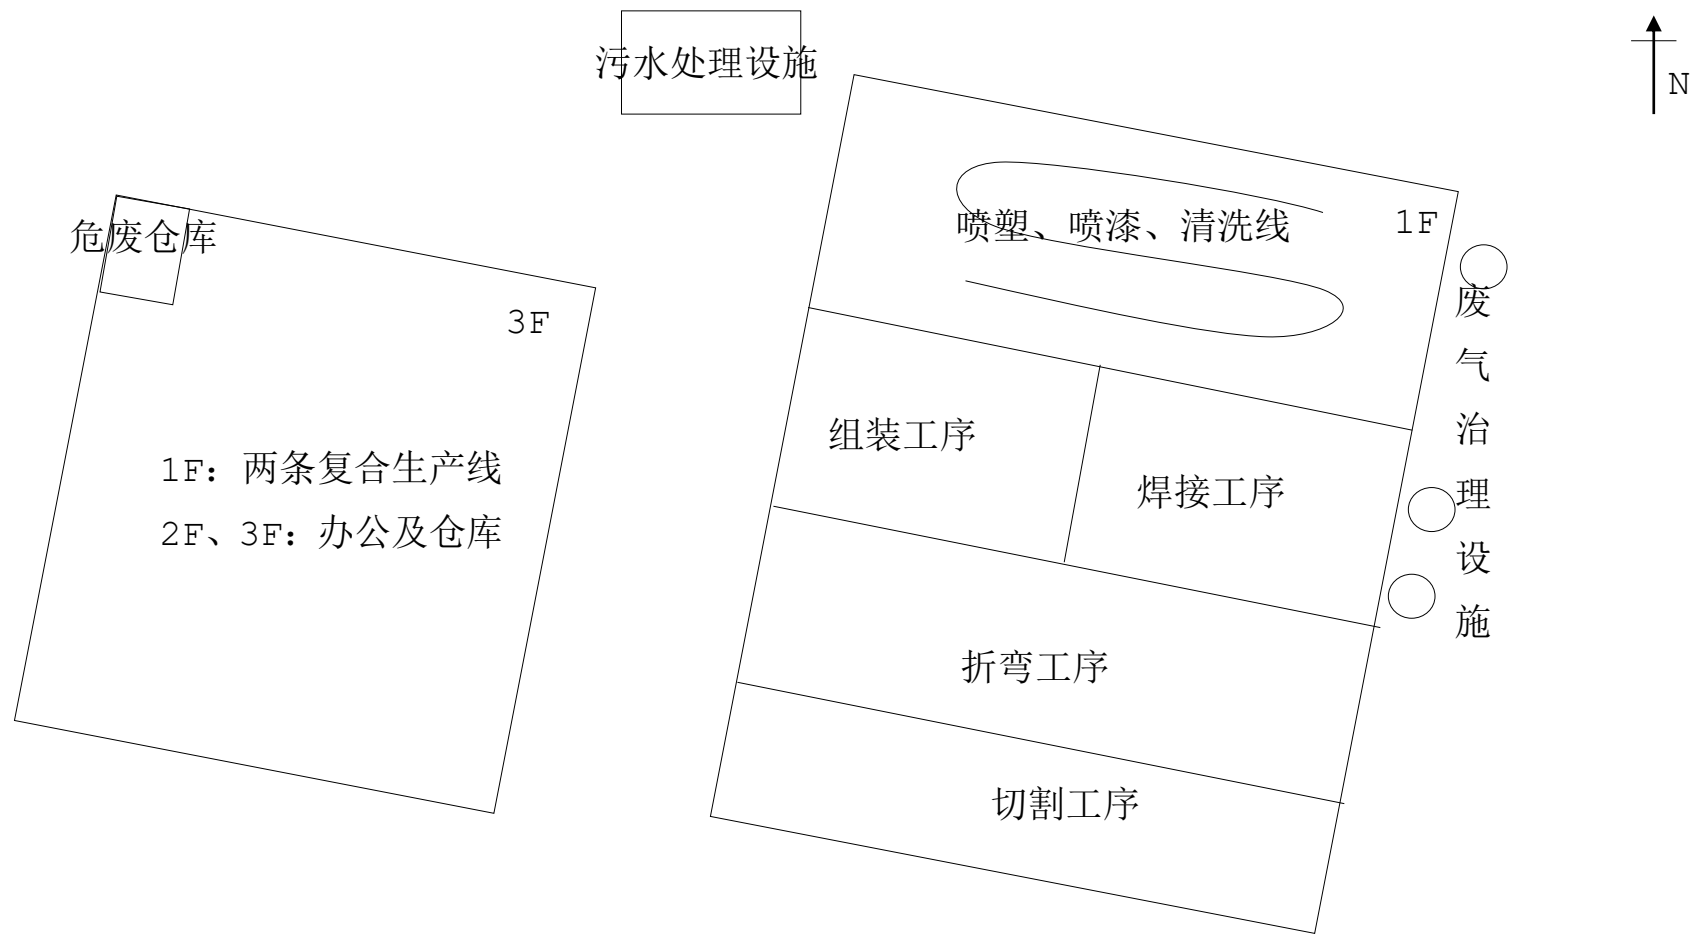 污水处理设施
N
危废仓库
3F
1F：两条复合生产线
2F、3F：办公及仓库
喷塑、喷漆、清洗线
1F
组装工序
焊接工序
折弯工序
切割工序
废气治理设施